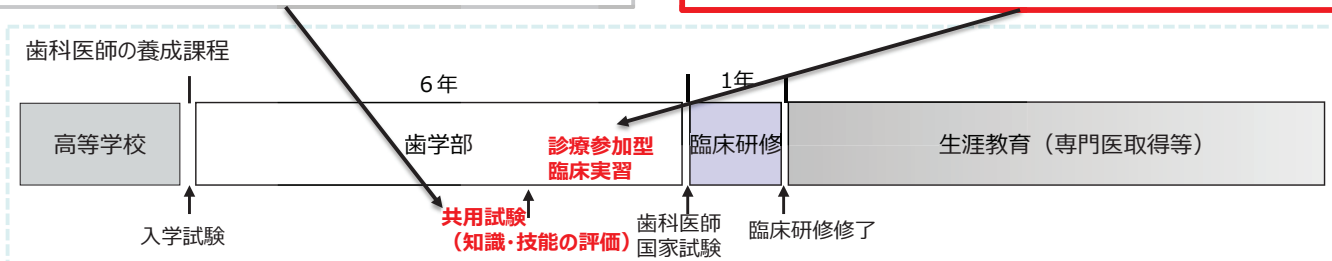 歯科医師の養成課程
6年
1年
高等学校
歯学部
診療参加型
臨床実習
臨床研修
生涯教育（専門医取得等）
入学試験
共用試験
（知識・技能の評価）
歯科医師
国家試験
臨床研修修了